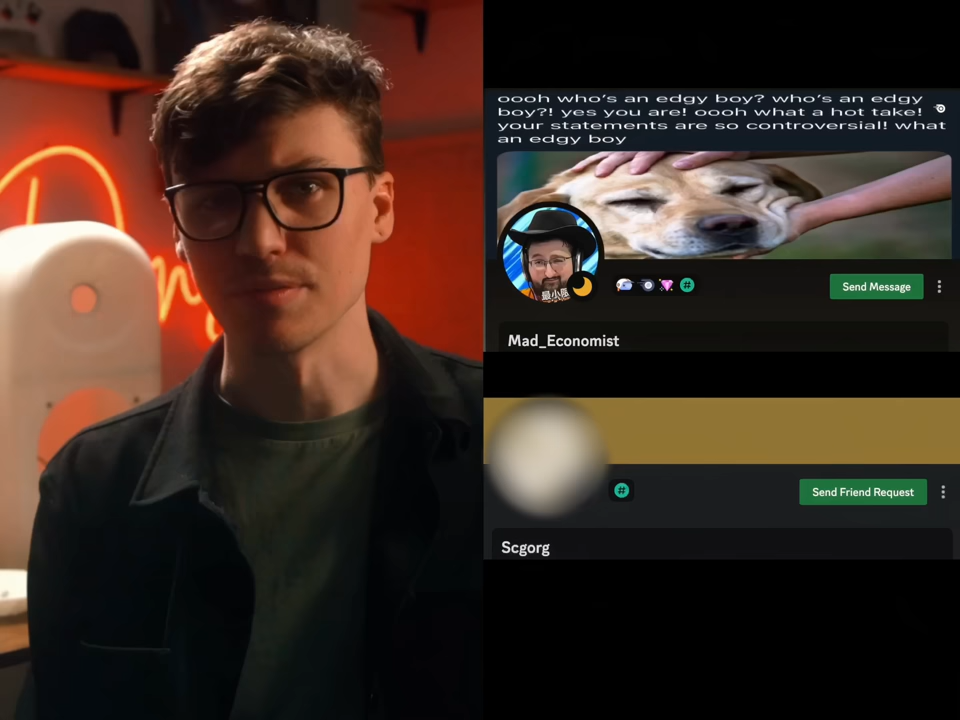 oooh who's an edgy boy? who's an edgy
boy?! yes you are! oooh what a hot take!
your statements are so controversial! what
an edgy boy
Send Message
Mad_Economist
Send Friend Request
Scgorg